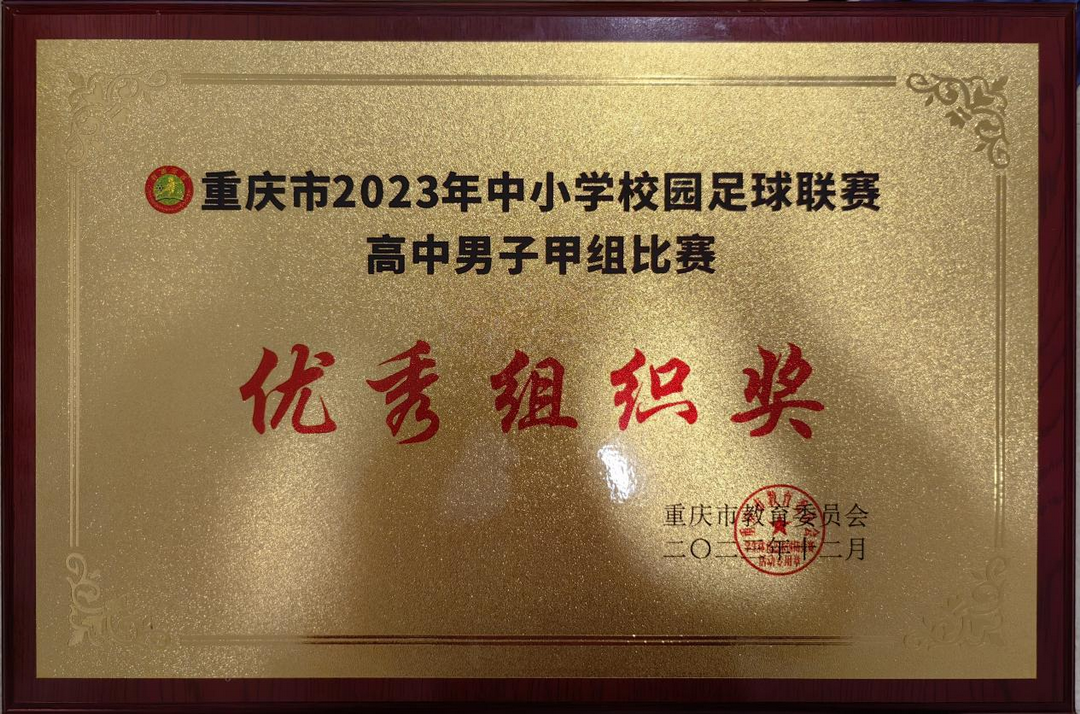 重庆市2023年中小学校园足球联赛
高中男子甲组比赛
优秀组织奖
重庆市教育委员会
二〇二三年十二月